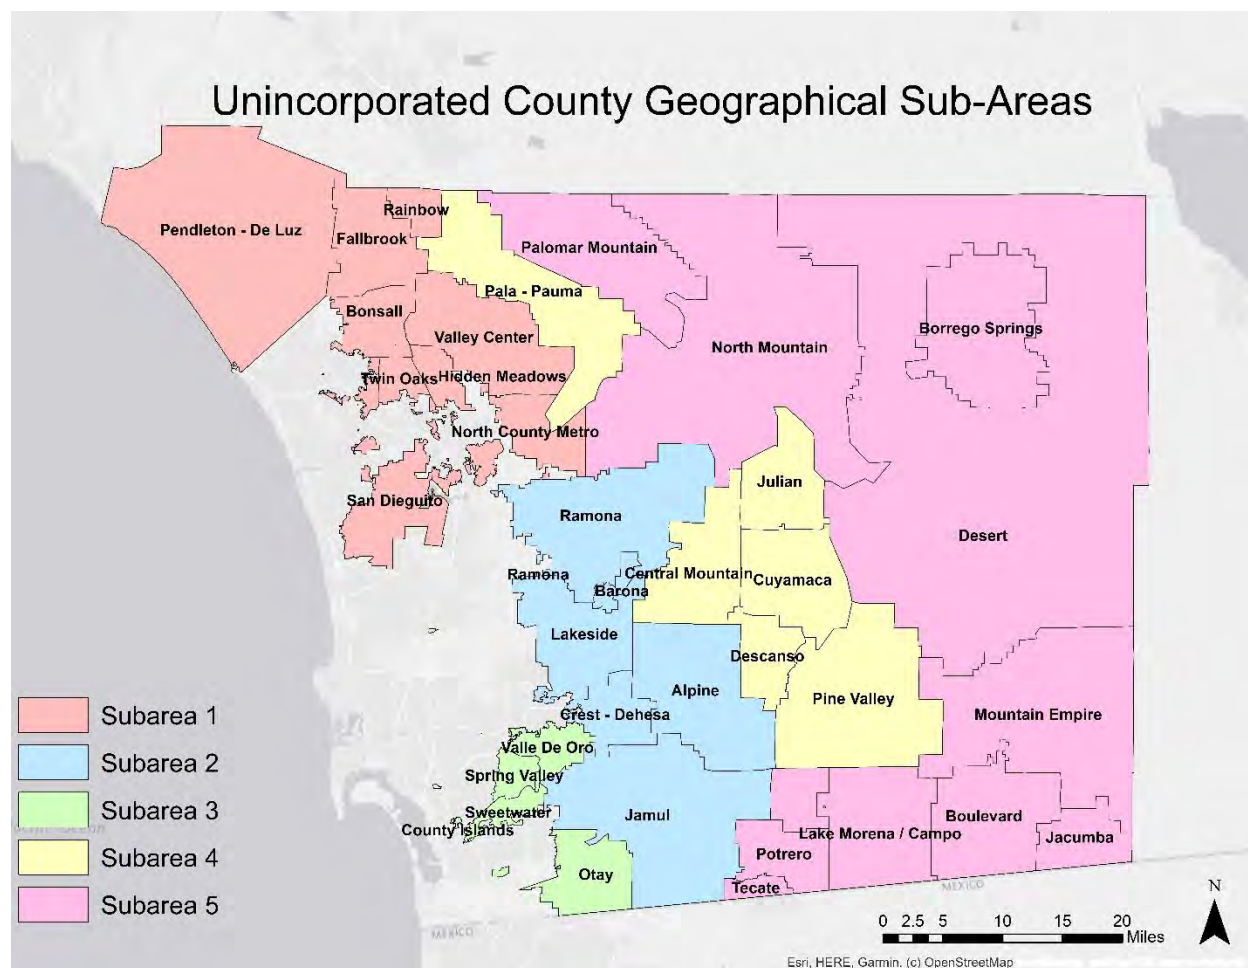 Unincorporated County Geographical Sub-Areas
Rainbow
Pendleton - De Luz
Fallbrook
Palomar Mountain
Pala - Pauma
Bonsall
Borrego Springs
Valley Center
North Mountain
Twin Oaks
Hidden Meadows
North County Metro
Julian
San Dieguito
Ramona
Desert
Ramona
Central Mountain
Cuyamaca
Barona
Lakeside
Descanso
Alpine
Pine Valley
Crest - Dehesa
Mountain Empire
Valle De Oro
Spring Valley
Sweetwater
Jamul
Boulevard
County Islands
Lake Morena / Campo
Jacumba
Potrero
Otay
Tecate
MEXICO
MEXICO
Subarea 1
Subarea 2
Subarea 3
Subarea 4
Subarea 5
N
0 2.5 5 10 15 20
Miles
Esri, HERE, Garmin, (c) OpenStreetMap